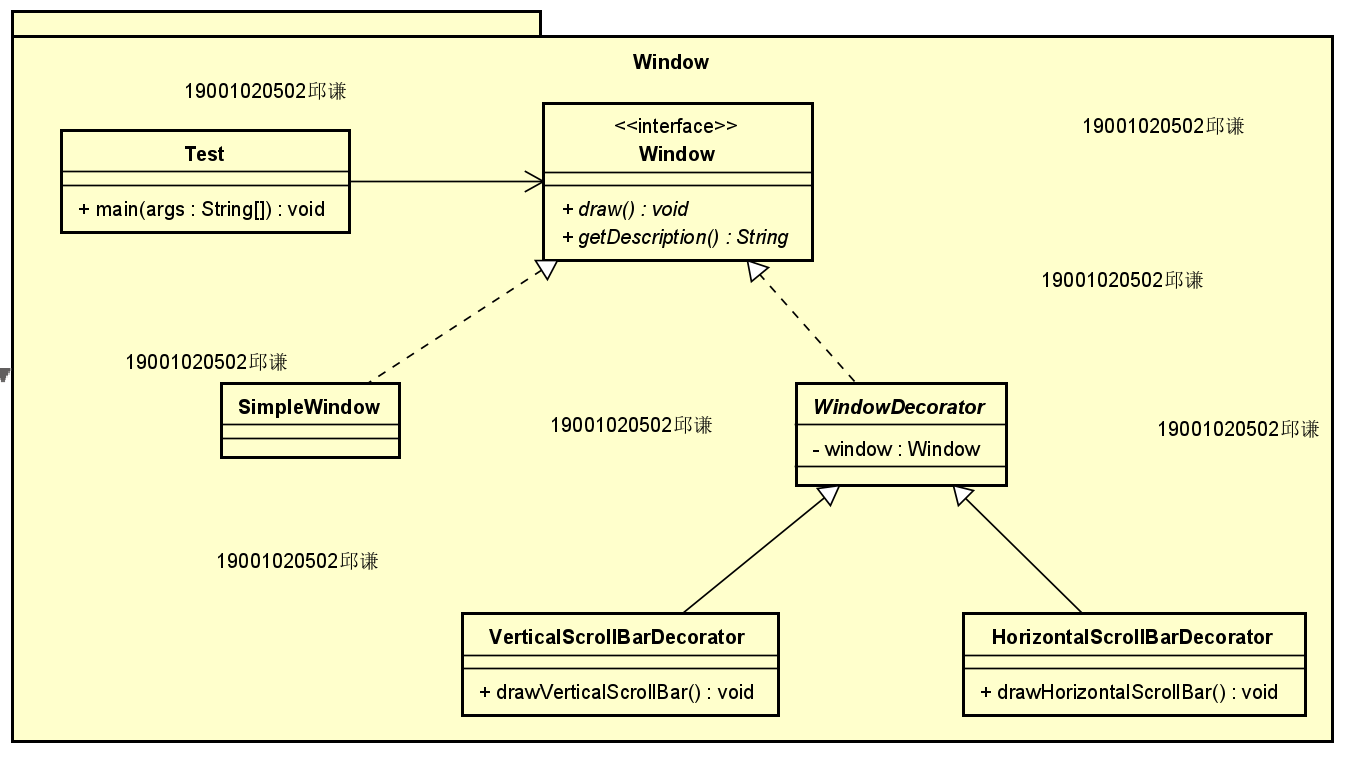 Window
19001020502邱谦
<<interface>>
Window
+ draw() : void
+ getDescription() : String
Test
+ main(args : String[]) : void
19001020502邱谦
19001020502邱谦
19001020502邱谦
SimpleWindow
19001020502邱谦
WindowDecorator
- window : Window
19001020502邱谦
19001020502邱谦
VerticalScrollBarDecorator
+ drawVerticalScrollBar() : void
HorizontalScrollBarDecorator
+ drawHorizontalScrollBar() : void